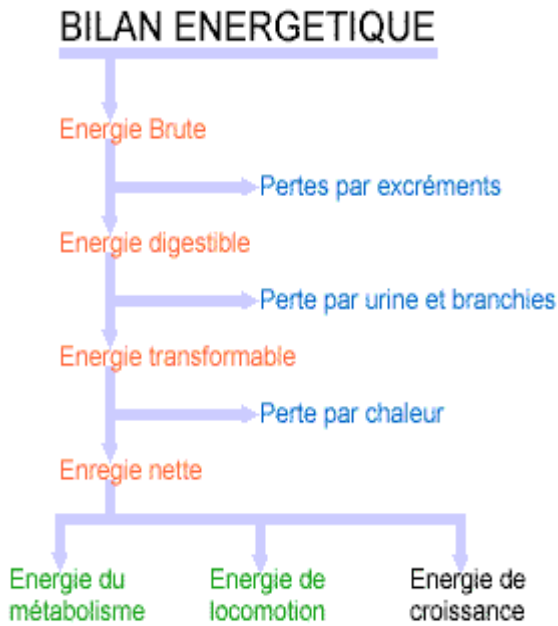 BILAN ENERGETIQUE
Energie Brute
Pertes par excréments
Energie digestible
Perte par urine et branchies
Energie transformable
Perte par chaleur
Enregie nette
Energie du
métabolisme
Energie de
locomotion
Energie de
croissance